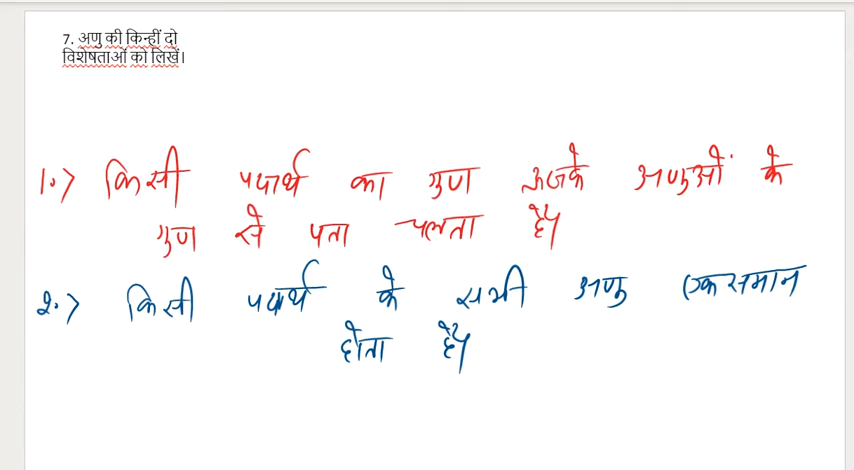 7. अणु की किन्हीं दो
विशेषताओं को लिखें।
1.> किसी पदार्थ का गुण उसके अणुओं के
गुण से पता चलता है।
2.> किसी पदार्थ के सभी अणु एकसमान
होता है।